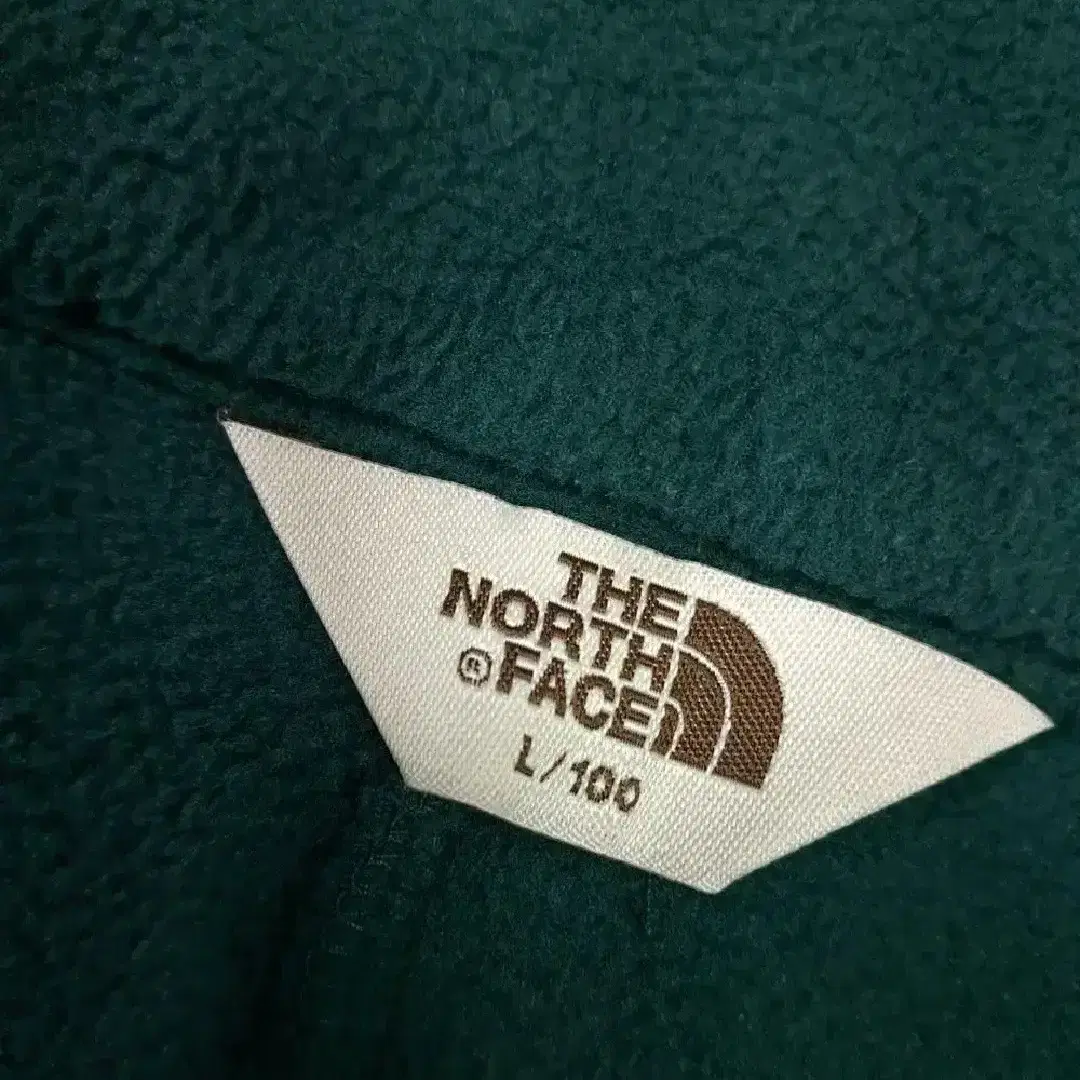 THE
NORTH
® FACE
L/100